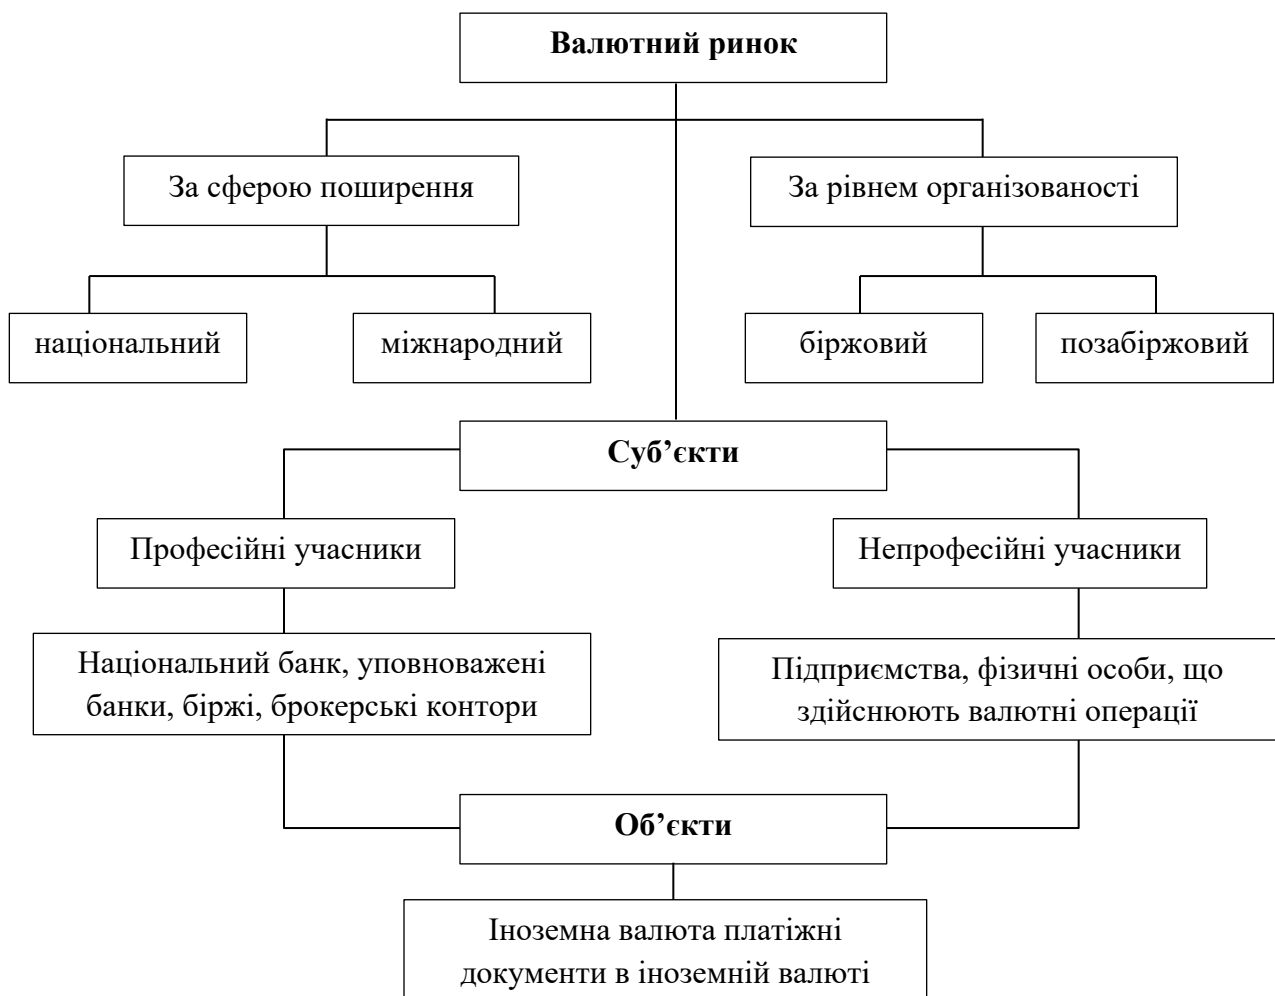 Валютний ринок
За сферою поширення
За рівнем організованості
національний
міжнародний
біржовий
позабіржовий
Суб’єкти
Професійні учасники
Непрофесійні учасники
Національний банк, уповноважені
банки, біржі, брокерські контори
Підприємства, фізичні особи, що
здійснюють валютні операції
Об’єкти
Іноземна валюта платіжні
документи в іноземній валюті